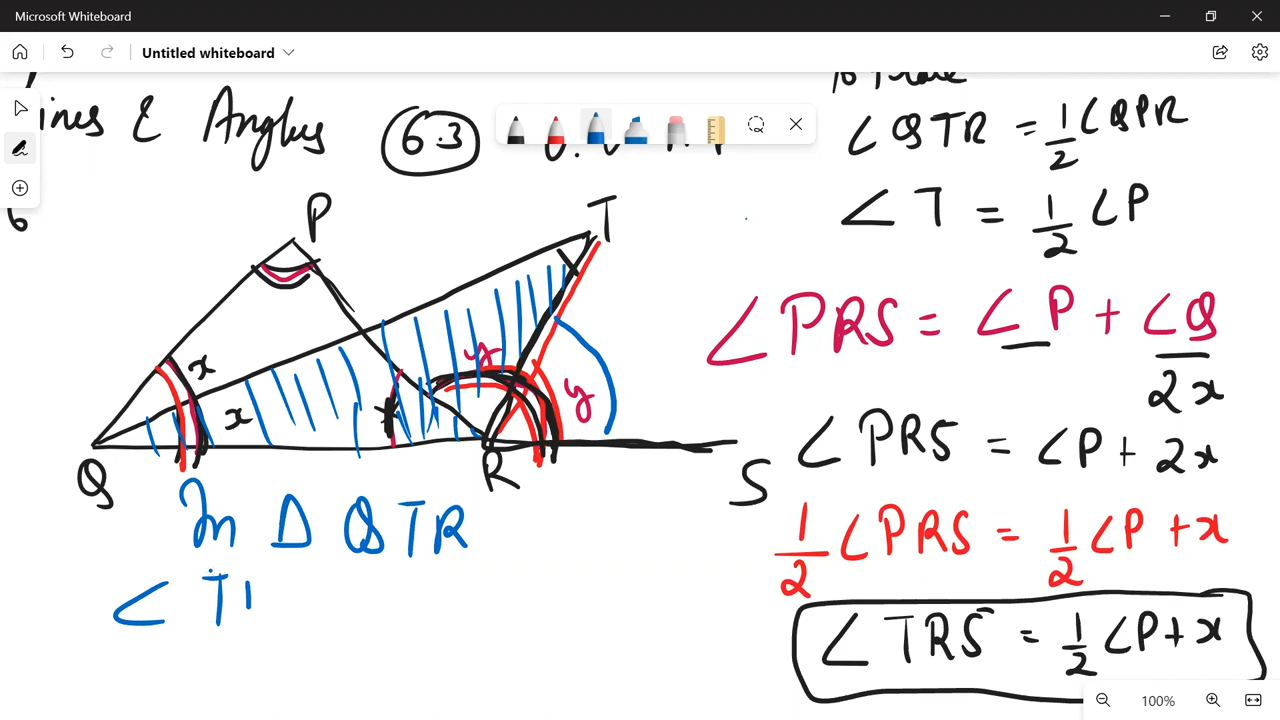 Microsoft Whiteboard
Untitled whiteboard
ines & Angles 6.3
6
P
T
x
x
y
y
Q
R
S
In Δ QTR
∠ T
∠QTR = 1/2 ∠QPR
∠T = 1/2 ∠P
∠PRS = ∠P + ∠Q
2x
∠PRS = ∠P + 2x
1/2 ∠PRS = 1/2 ∠P + x
∠TRS = 1/2 ∠P + x
100%